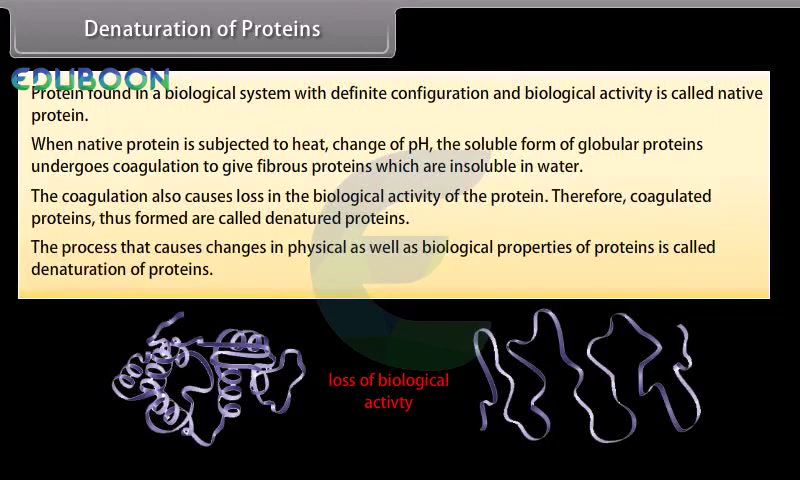 Denaturation of Proteins
EDUBOON
Protein found in a biological system with definite configuration and biological activity is called native
protein.
When native protein is subjected to heat, change of pH, the soluble form of globular proteins
undergoes coagulation to give fibrous proteins which are insoluble in water.
The coagulation also causes loss in the biological activity of the protein. Therefore, coagulated
proteins, thus formed are called denatured proteins.
The process that causes changes in physical as well as biological properties of proteins is called
denaturation of proteins.
loss of biological
activty